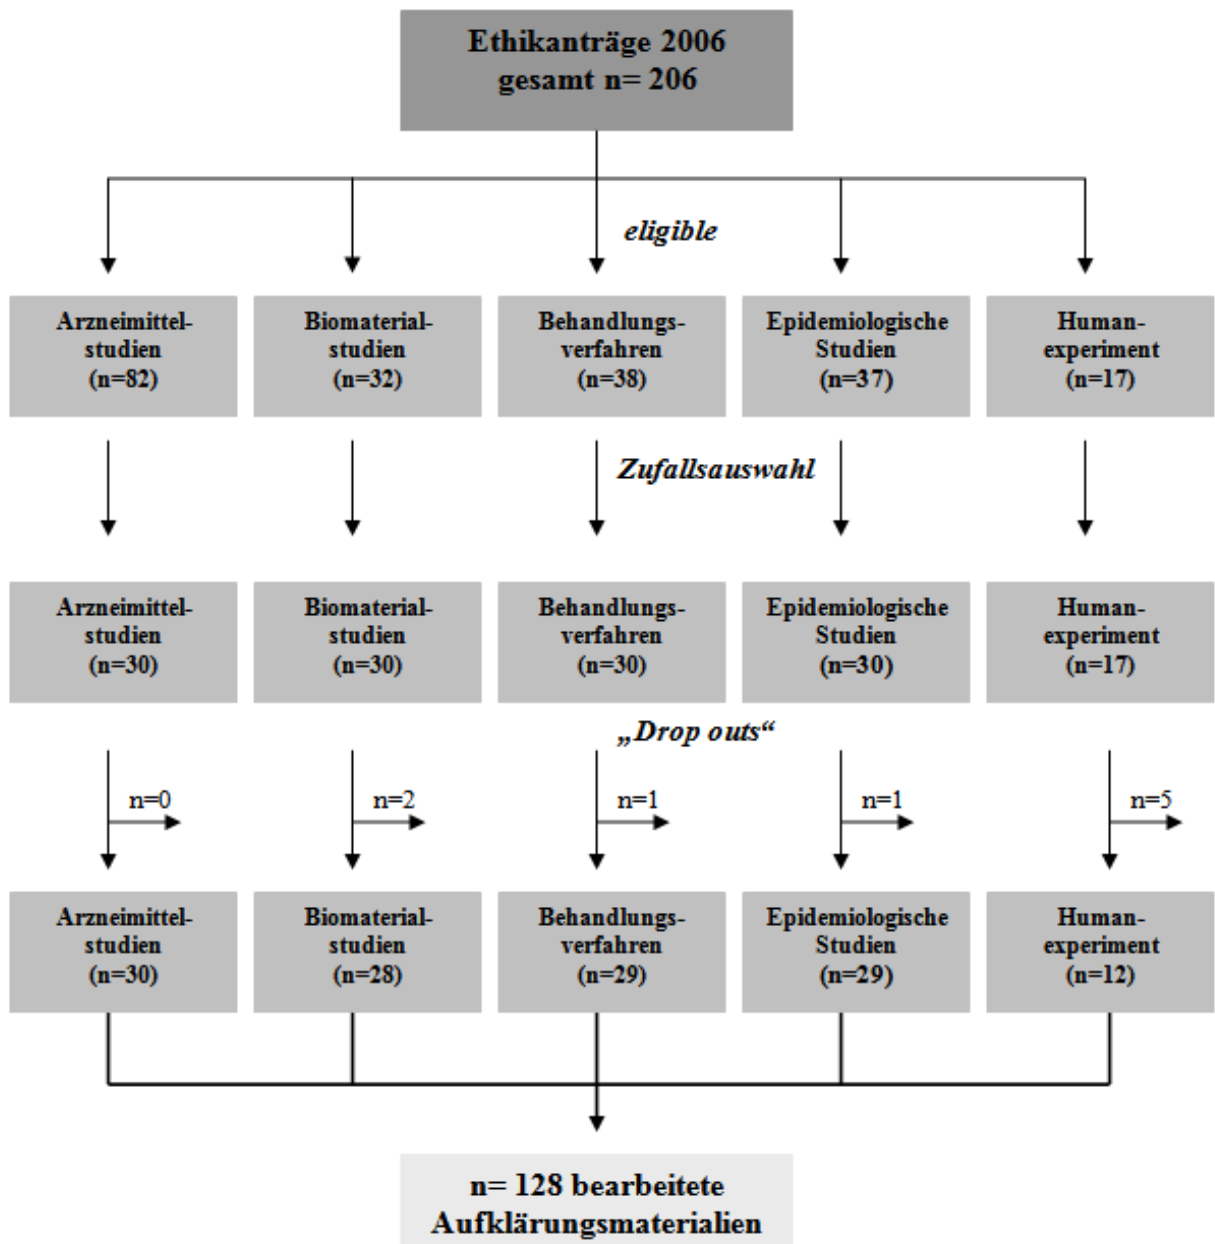 Ethikanträge 2006
gesamt n= 206
eligible
Arzneimittel-
studien
(n=82)
Biomaterial-
studien
(n=32)
Behandlungs-
verfahren
(n=38)
Epidemiologische
Studien
(n=37)
Human-
experiment
(n=17)
Zufallsauswahl
Arzneimittel-
studien
(n=30)
Biomaterial-
studien
(n=30)
Behandlungs-
verfahren
(n=30)
Epidemiologische
Studien
(n=30)
Human-
experiment
(n=17)
„Drop outs“
n=0
n=2
n=1
n=1
n=5
Arzneimittel-
studien
(n=30)
Biomaterial-
studien
(n=28)
Behandlungs-
verfahren
(n=29)
Epidemiologische
Studien
(n=29)
Human-
experiment
(n=12)
n= 128 bearbeitete
Aufklärungsmaterialien